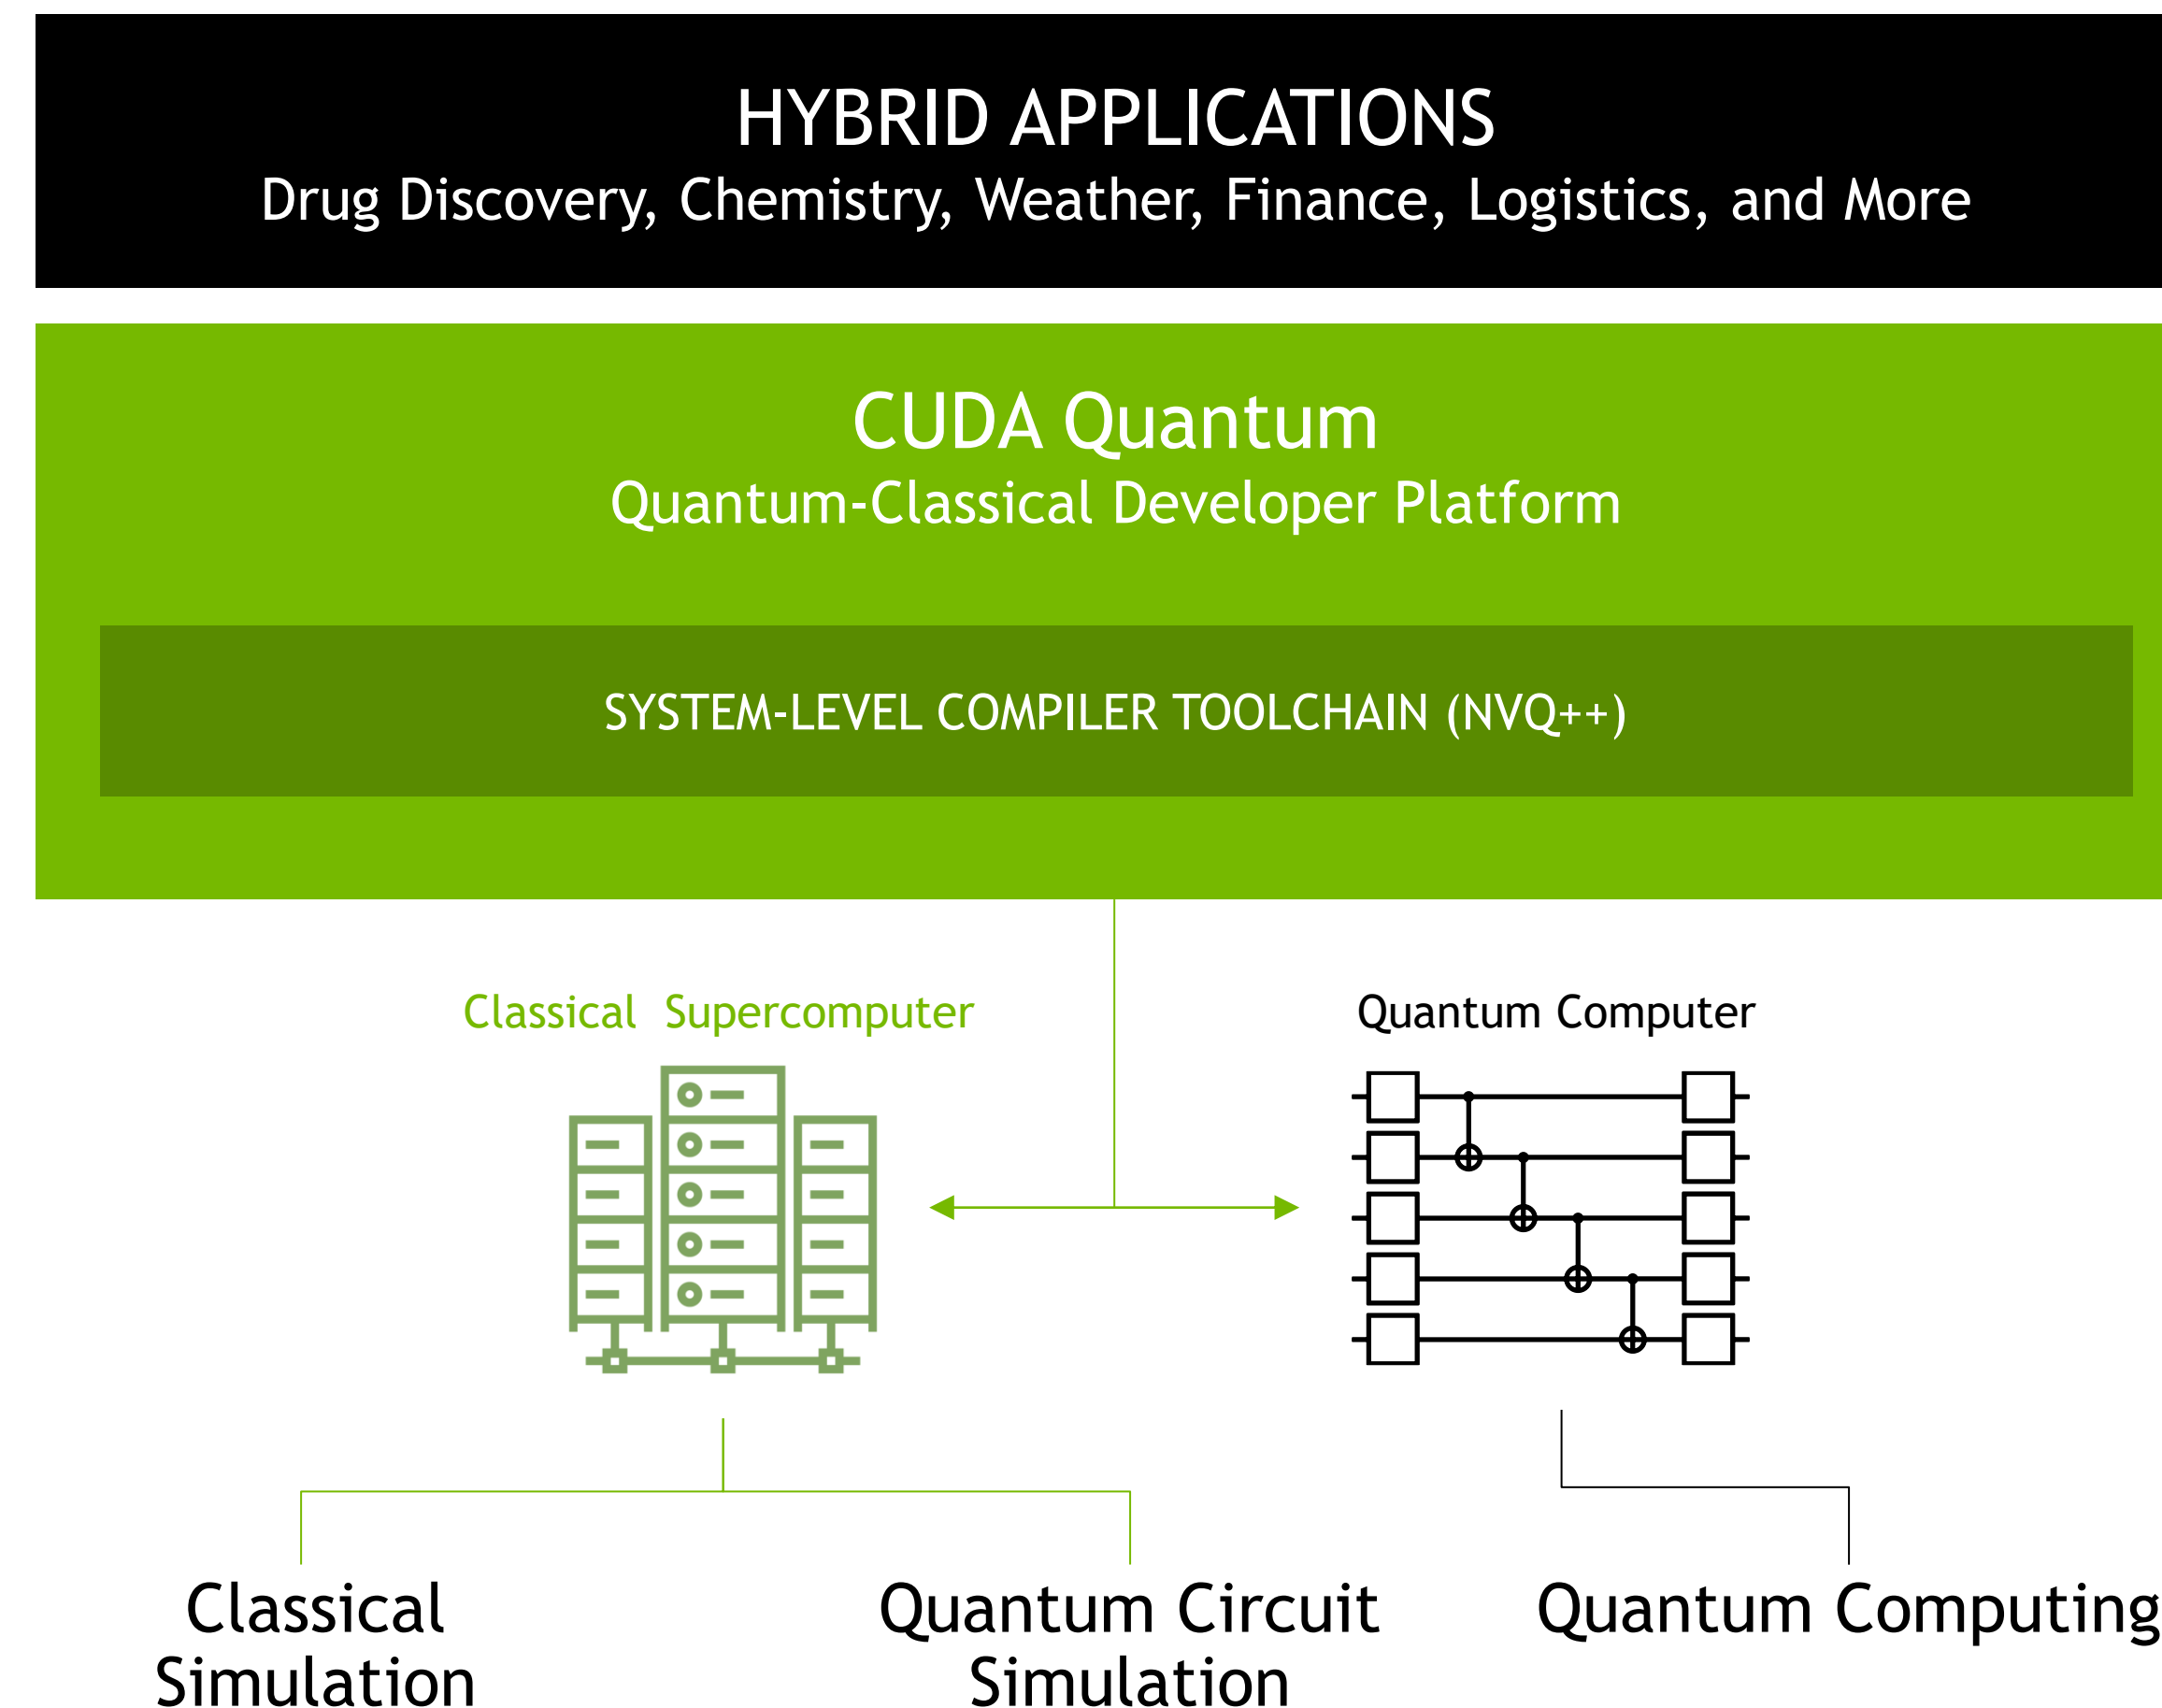 HYBRID APPLICATIONS
Drug Discovery, Chemistry, Weather, Finance, Logistics, and More
CUDA Quantum
Quantum-Classical Developer Platform
SYSTEM-LEVEL COMPILER TOOLCHAIN (NVQ++)
Classical Supercomputer
Quantum Computer
Classical
Simulation
Quantum Circuit
Simulation
Quantum Computing